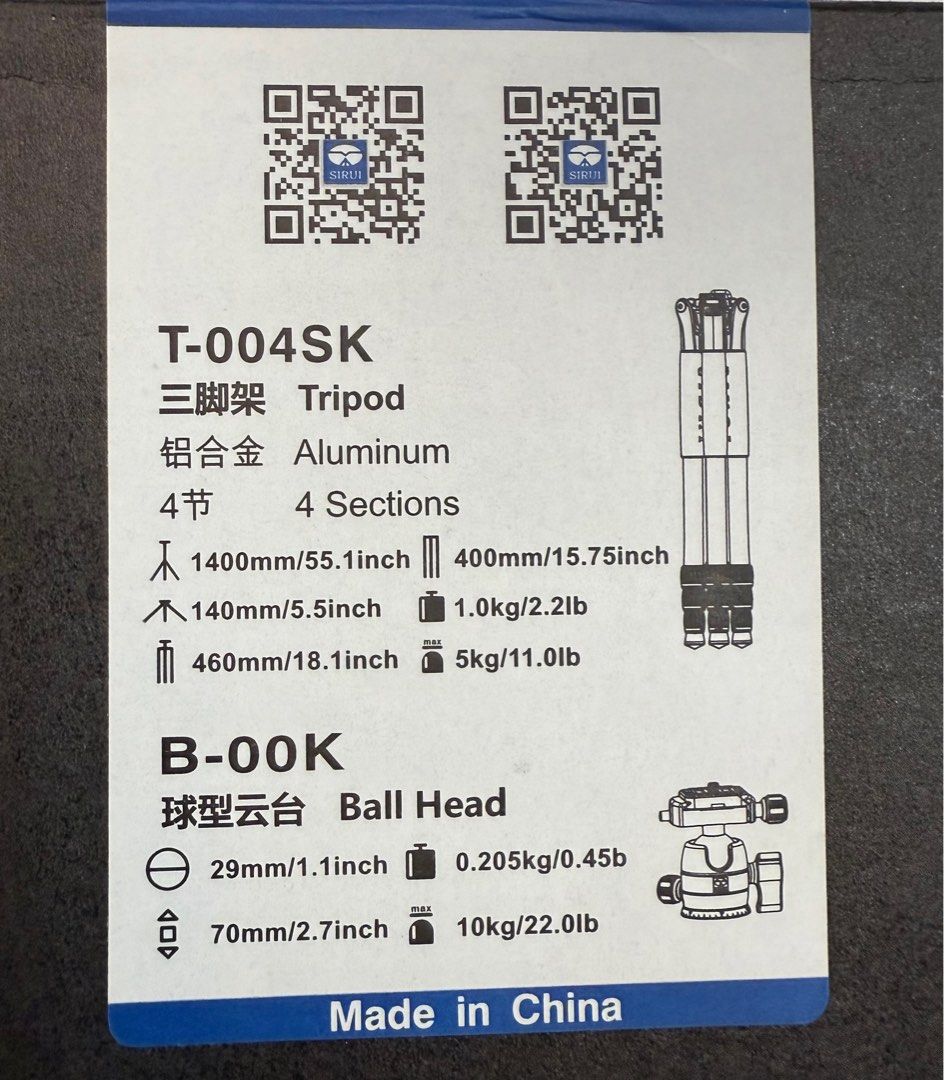 SIRUI SIRUI
T-004SK
三脚架 Tripod
铝合金 Aluminum
4节 4 Sections
1400mm/55.1inch 400mm/15.75inch
140mm/5.5inch 1.0kg/2.2lb
460mm/18.1inch max 5kg/11.0lb
B-00K
球型云台 Ball Head
29mm/1.1inch 0.205kg/0.45b
70mm/2.7inch max 10kg/22.0lb
Made in China